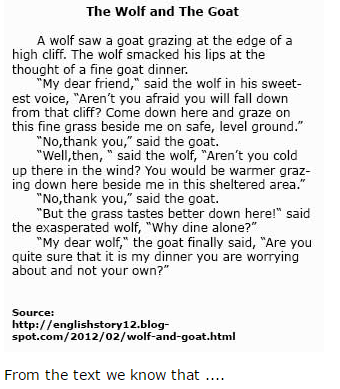 The Wolf and The Goat
A wolf saw a goat grazing at the edge of a
high cliff. The wolf smacked his lips at the
thought of a fine goat dinner.
“My dear friend,“ said the wolf in his sweet-
est voice, “Aren’t you afraid you will fall down
from that cliff? Come down here and graze on
this fine grass beside me on safe, level ground.”
“No,thank you,” said the goat.
“Well,then, “ said the wolf, “Aren’t you cold
up there in the wind? You would be warmer graz-
ing down here beside me in this sheltered area.”
“No,thank you,” said the goat.
“But the grass tastes better down here!“ said
the exasperated wolf, “Why dine alone?”
“My dear wolf,“ the goat finally said, “Are you
quite sure that it is my dinner you are worrying
about and not your own?”
Source:
http://englishstory12.blog-
spot.com/2012/02/wolf-and-goat.html
From the text we know that ....